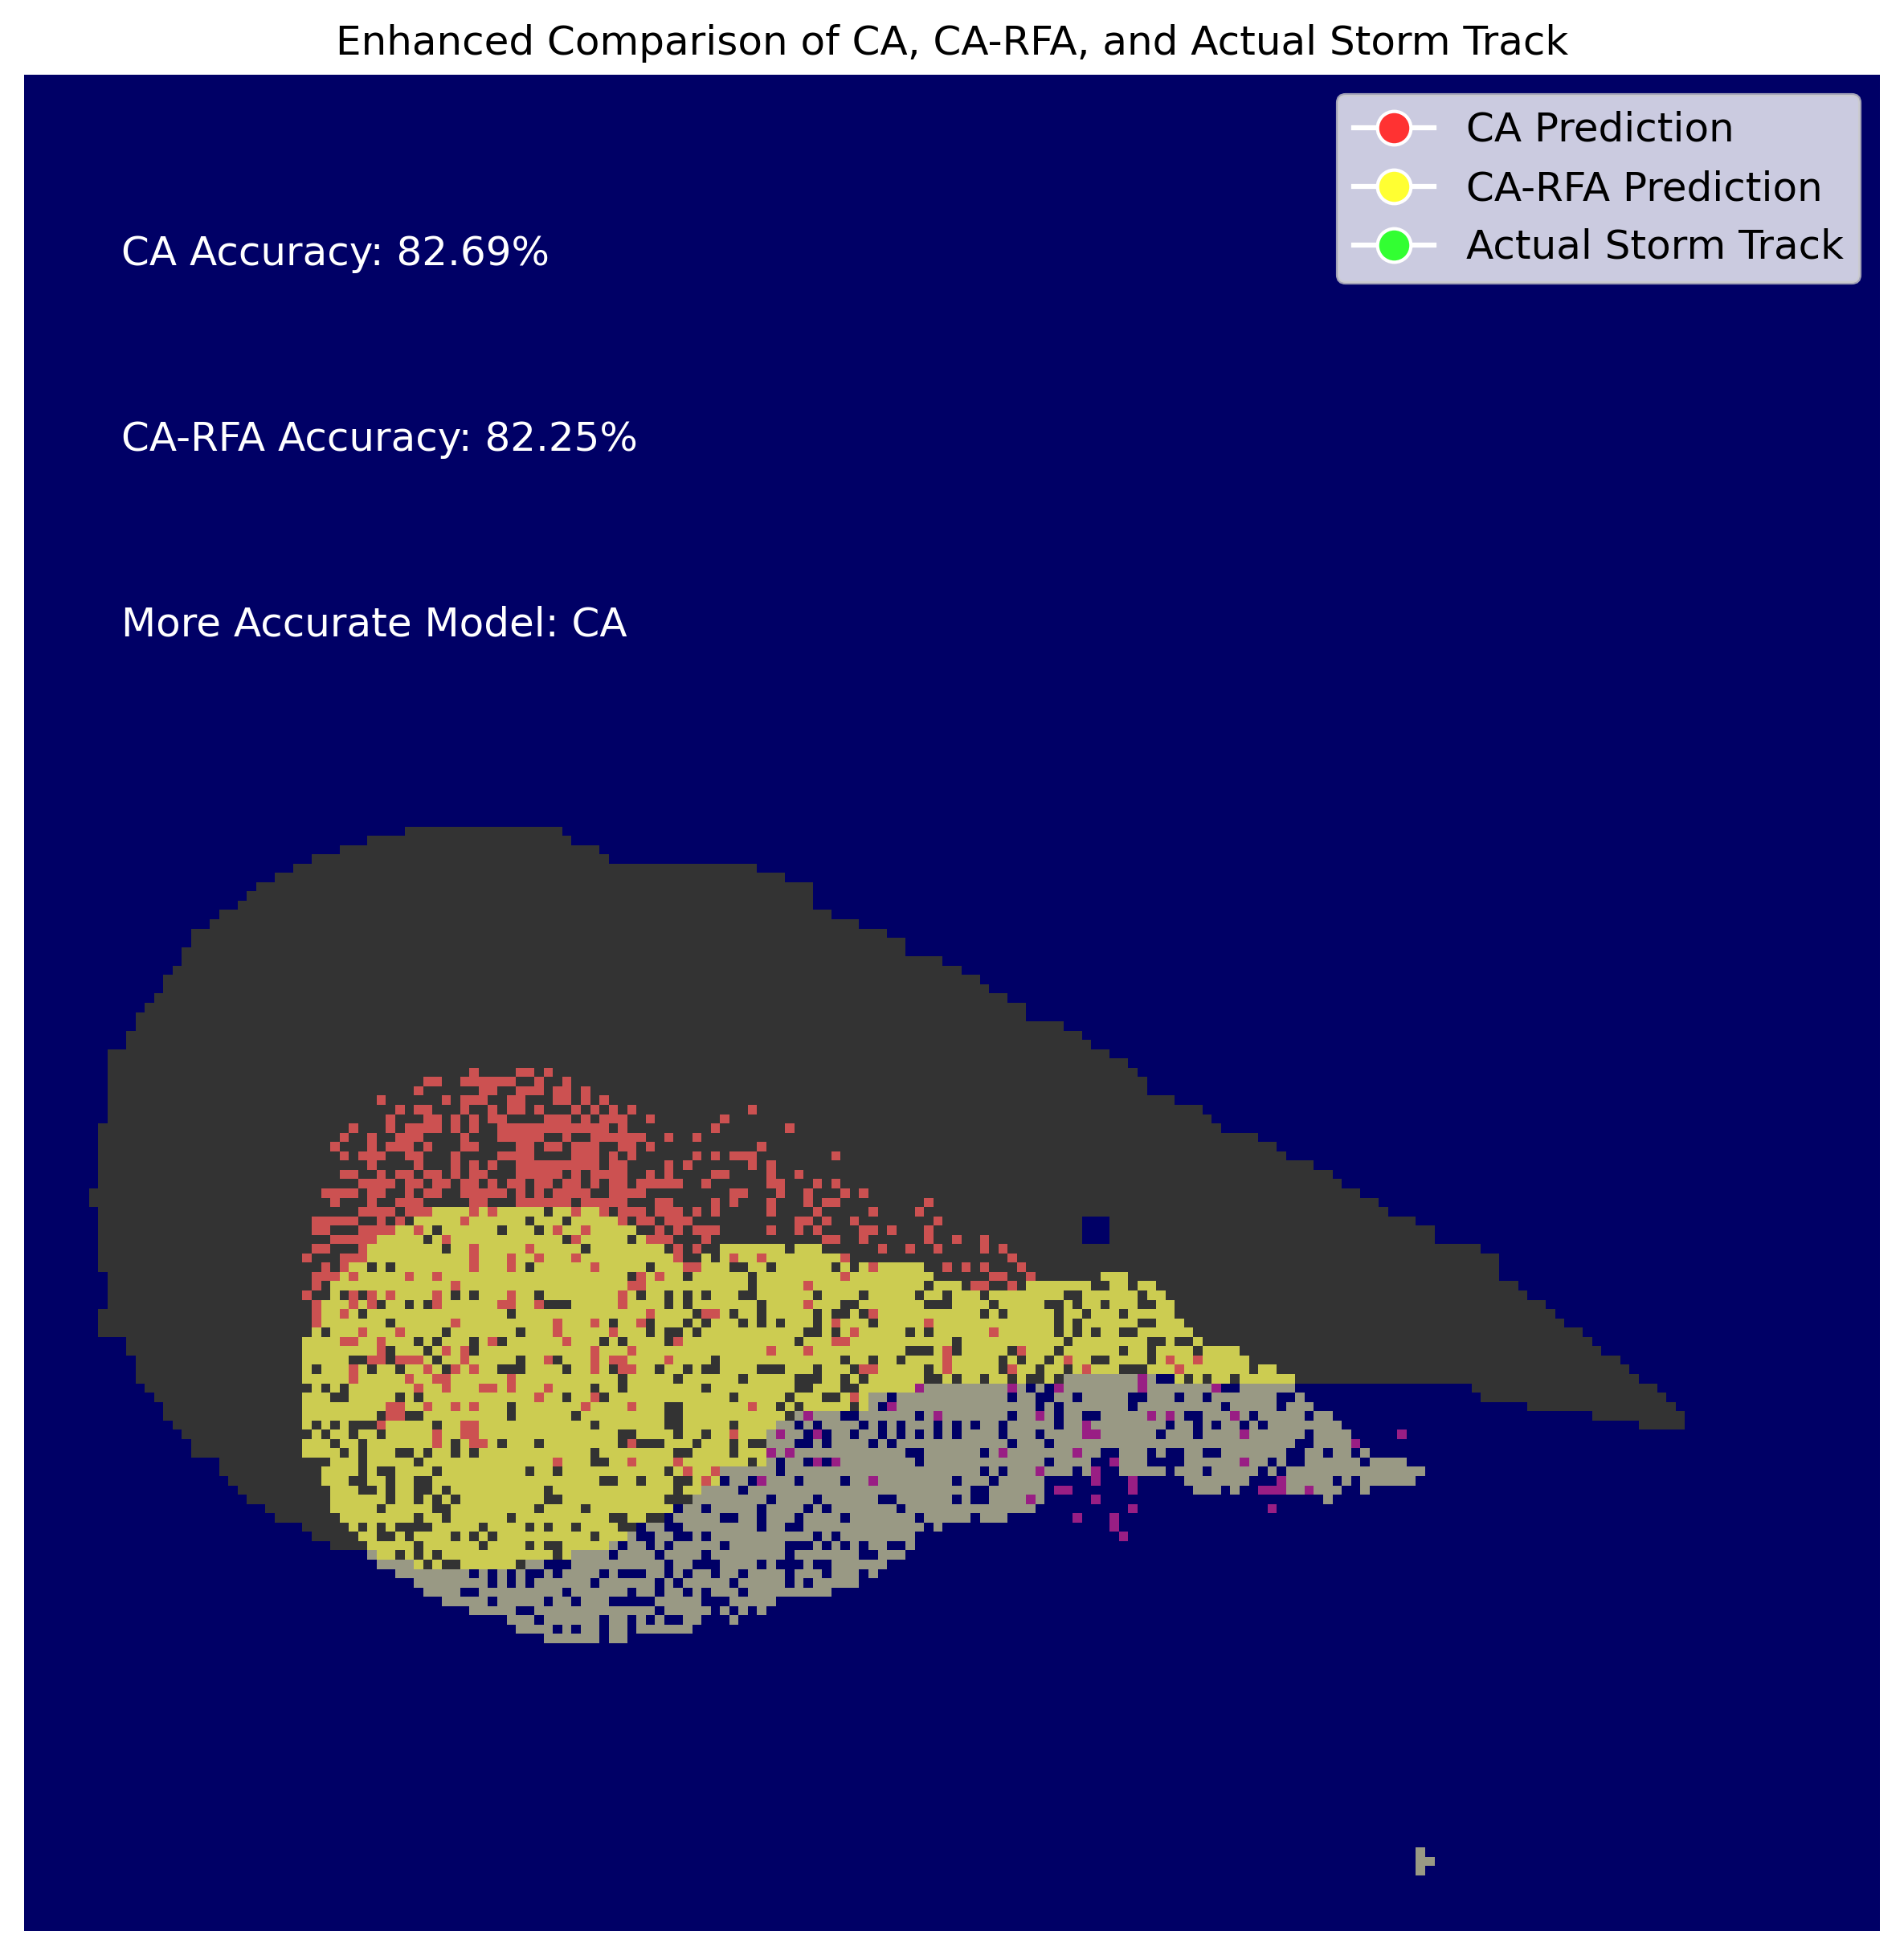 Enhanced Comparison of CA, CA-RFA, and Actual Storm Track
CA Prediction
CA-RFA Prediction
Actual Storm Track
CA Accuracy: 82.69%
CA-RFA Accuracy: 82.25%
More Accurate Model: CA